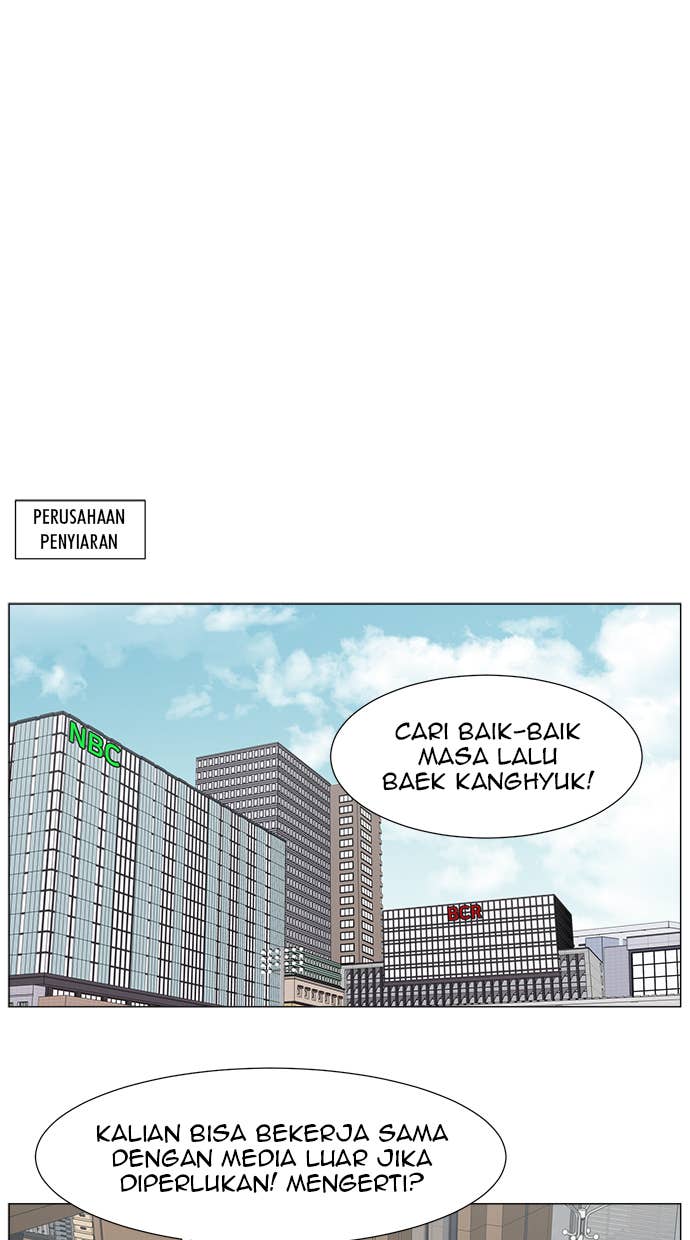 PERUSAHAAN
PENYIARAN
NBC
CARI BAIK-BAIK
MASA LALU
BAEK KANGHYUK!
BCR
KALIAN BISA BEKERJA SAMA
DENGAN MEDIA LUAR JIKA
DIPERLUKAN! MENGERTI?